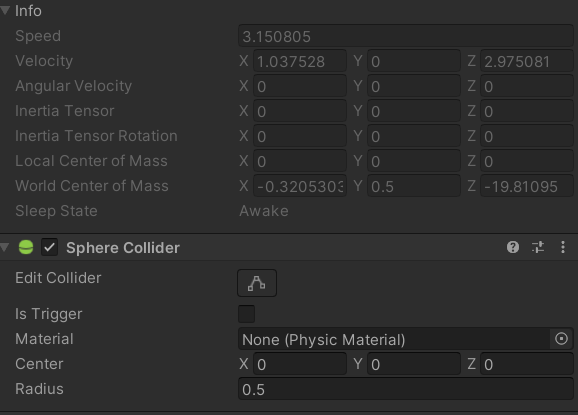 Info
Speed 3.150805
Velocity X 1.037528 Y 0 Z 2.975081
Angular Velocity X 0 Y 0 Z 0
Inertia Tensor X 0 Y 0 Z 0
Inertia Tensor Rotation X 0 Y 0 Z 0
Local Center of Mass X 0 Y 0 Z 0
World Center of Mass X -0.3205303 Y 0.5 Z -19.81095
Sleep State Awake
Sphere Collider
Edit Collider
Is Trigger
Material None (Physic Material)
Center X 0 Y 0 Z 0
Radius 0.5